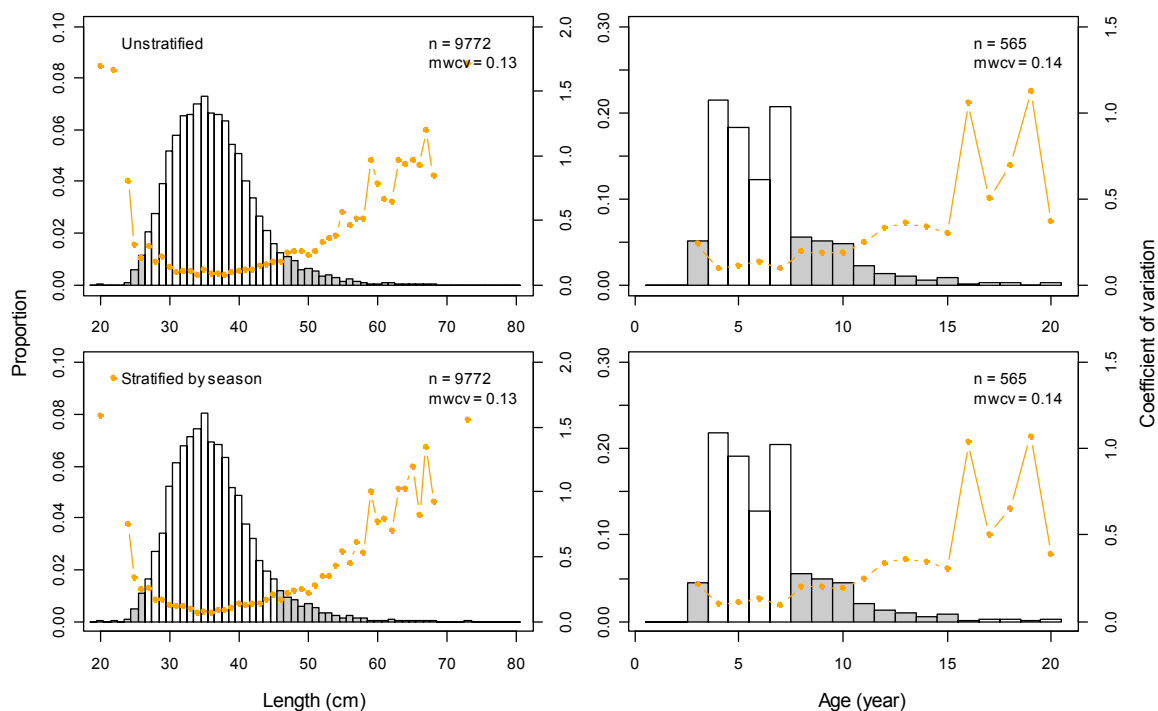 Proportion
0.00 0.02 0.04 0.06 0.08 0.10
Unstratified
n = 9772
mwcv = 0.13
0.0 0.5 1.0 1.5 2.0
20 30 40 50 60 70 80
0.00 0.10 0.20 0.30
n = 565
mwcv = 0.14
0.0 0.5 1.0 1.5
0 5 10 15 20
0.00 0.02 0.04 0.06 0.08 0.10
Stratified by season
n = 9772
mwcv = 0.13
0.0 0.5 1.0 1.5 2.0
20 30 40 50 60 70 80
0.00 0.10 0.20 0.30
n = 565
mwcv = 0.14
0.0 0.5 1.0 1.5
0 5 10 15 20
Coefficient of variation
Length (cm)
Age (year)